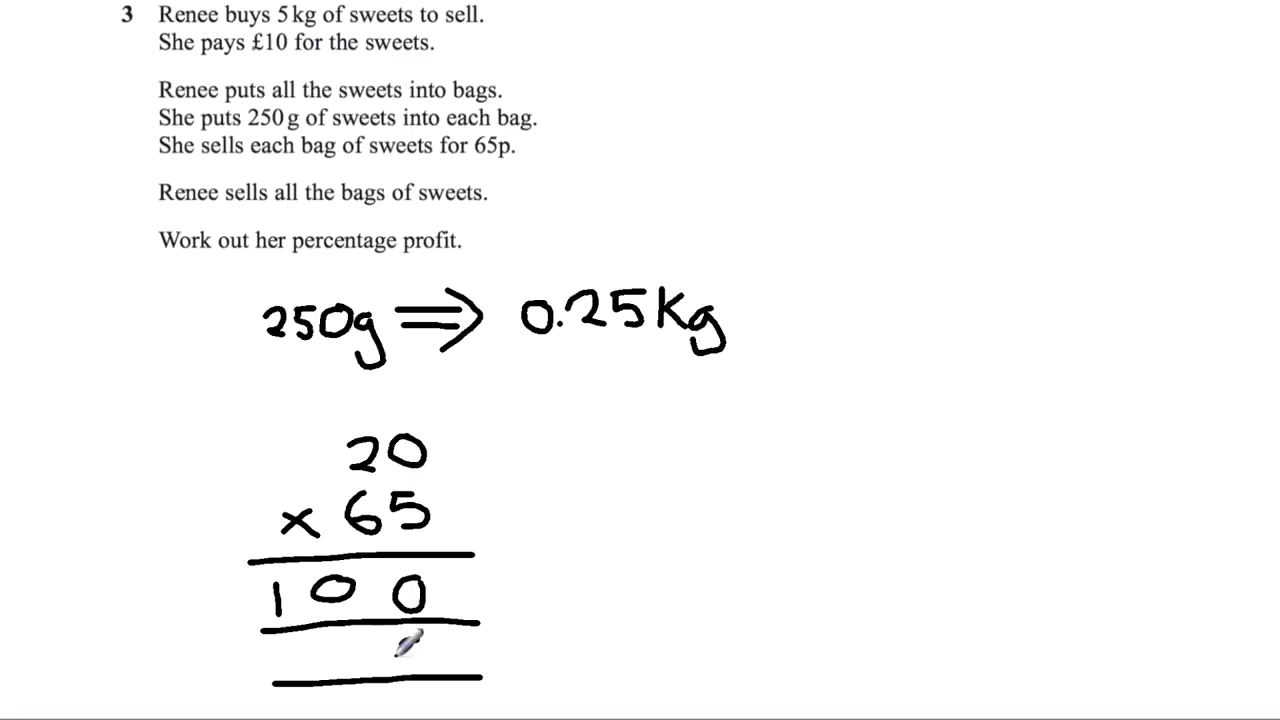 3 Renee buys 5 kg of sweets to sell.
She pays £10 for the sweets.
Renee puts all the sweets into bags.
She puts 250 g of sweets into each bag.
She sells each bag of sweets for 65p.
Renee sells all the bags of sweets.
Work out her percentage profit.
250g ⇒ 0.25Kg
20
× 65
100